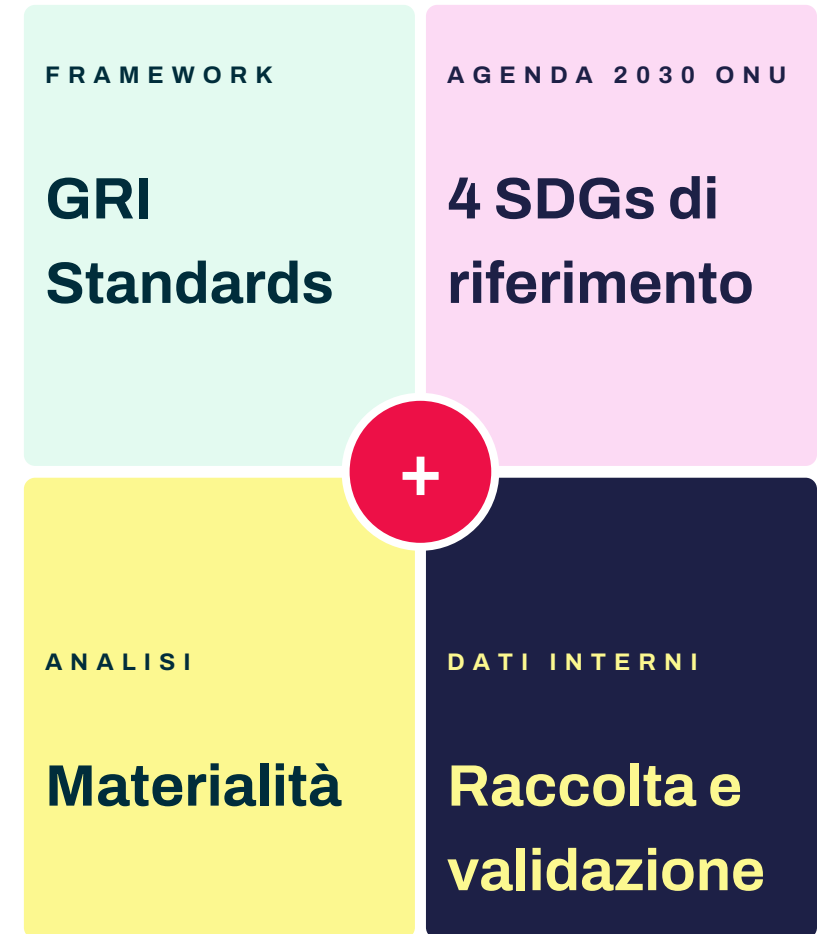 FRAMEWORK
GRI
Standards
AGENDA 2030 ONU
4 SDGs di
riferimento
+
ANALISI
Materialità
DATI INTERNI
Raccolta e
validazione